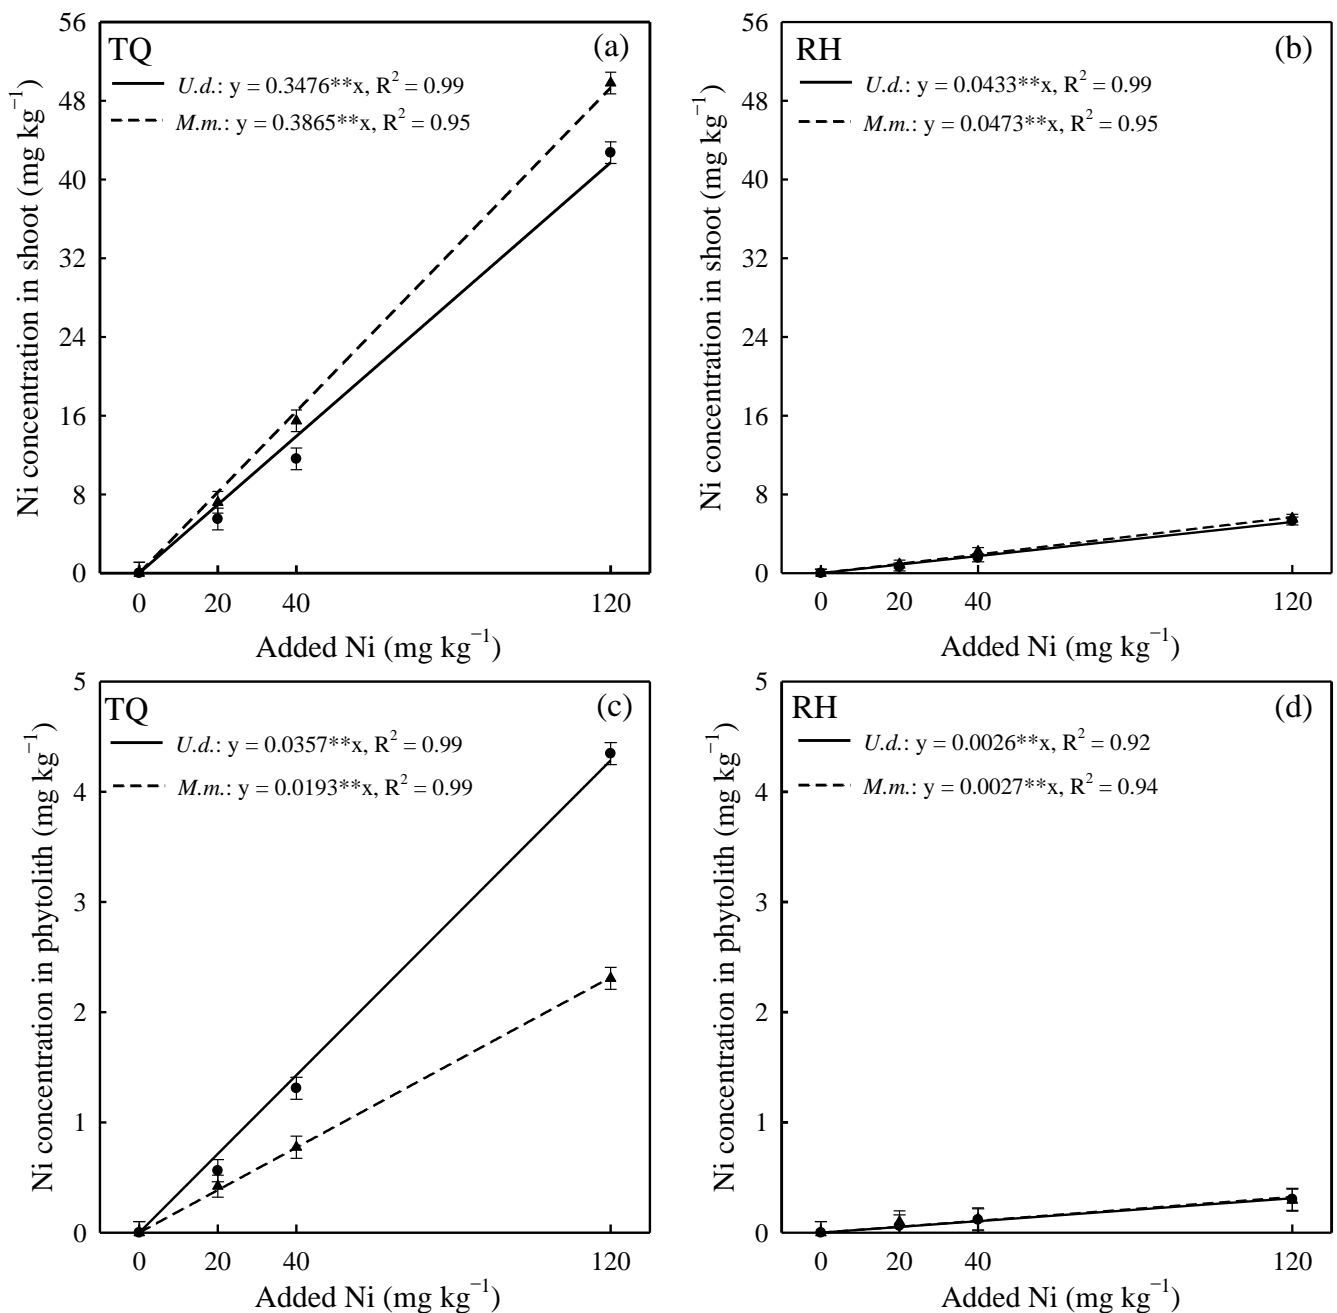 TQ
(a)
U.d.: y = 0.3476**x, R² = 0.99
M.m.: y = 0.3865**x, R² = 0.95
Ni concentration in shoot (mg kg⁻¹)
56
48
40
32
24
16
8
0
0 20 40 120
Added Ni (mg kg⁻¹)
RH
(b)
U.d.: y = 0.0433**x, R² = 0.99
M.m.: y = 0.0473**x, R² = 0.95
Ni concentration in shoot (mg kg⁻¹)
56
48
40
32
24
16
8
0
0 20 40 120
Added Ni (mg kg⁻¹)
TQ
(c)
U.d.: y = 0.0357**x, R² = 0.99
M.m.: y = 0.0193**x, R² = 0.99
Ni concentration in phytolith (mg kg⁻¹)
5
4
3
2
1
0
0 20 40 120
Added Ni (mg kg⁻¹)
RH
(d)
U.d.: y = 0.0026**x, R² = 0.92
M.m.: y = 0.0027**x, R² = 0.94
Ni concentration in phytolith (mg kg⁻¹)
5
4
3
2
1
0
0 20 40 120
Added Ni (mg kg⁻¹)